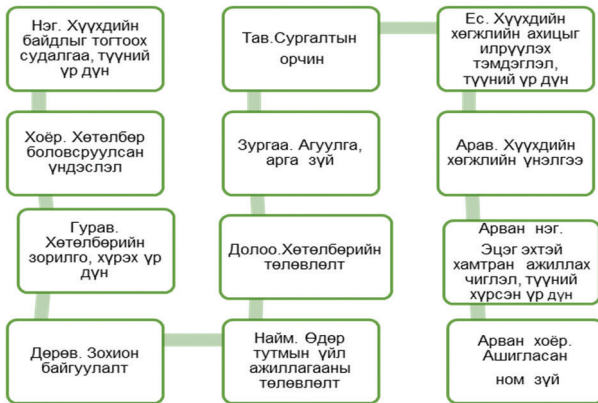 Нэг. Хүүхдийн
байдлыг тогтоох
судалгаа, түүний
үр дүн
Хоёр. Хөтөлбөр
боловсруулсан
үндэслэл
Гурав.
Хөтөлбөрийн
зорилго, хүрэх үр
дүн
Дөрөв. Зохион
байгуулалт
Тав.Сургалтын
орчин
Зургаа. Агуулга,
арга зүй
Долоо.Хөтөлбөрийн
төлөвлөлт
Найм. Өдөр
тутмын үйл
ажиллагааны
төлөвлөлт
Ес. Хүүхдийн
хөгжлийн ахицыг
илрүүлэх
тэмдэглэл,
түүний үр дүн
Арав. Хүүхдийн
хөгжлийн үнэлгээ
Арван нэг.
Эцэг эхтэй
хамтран ажиллах
чиглэл, түүний
хүрсэн үр дүн
Арван хоёр.
Ашигласан
ном зүй